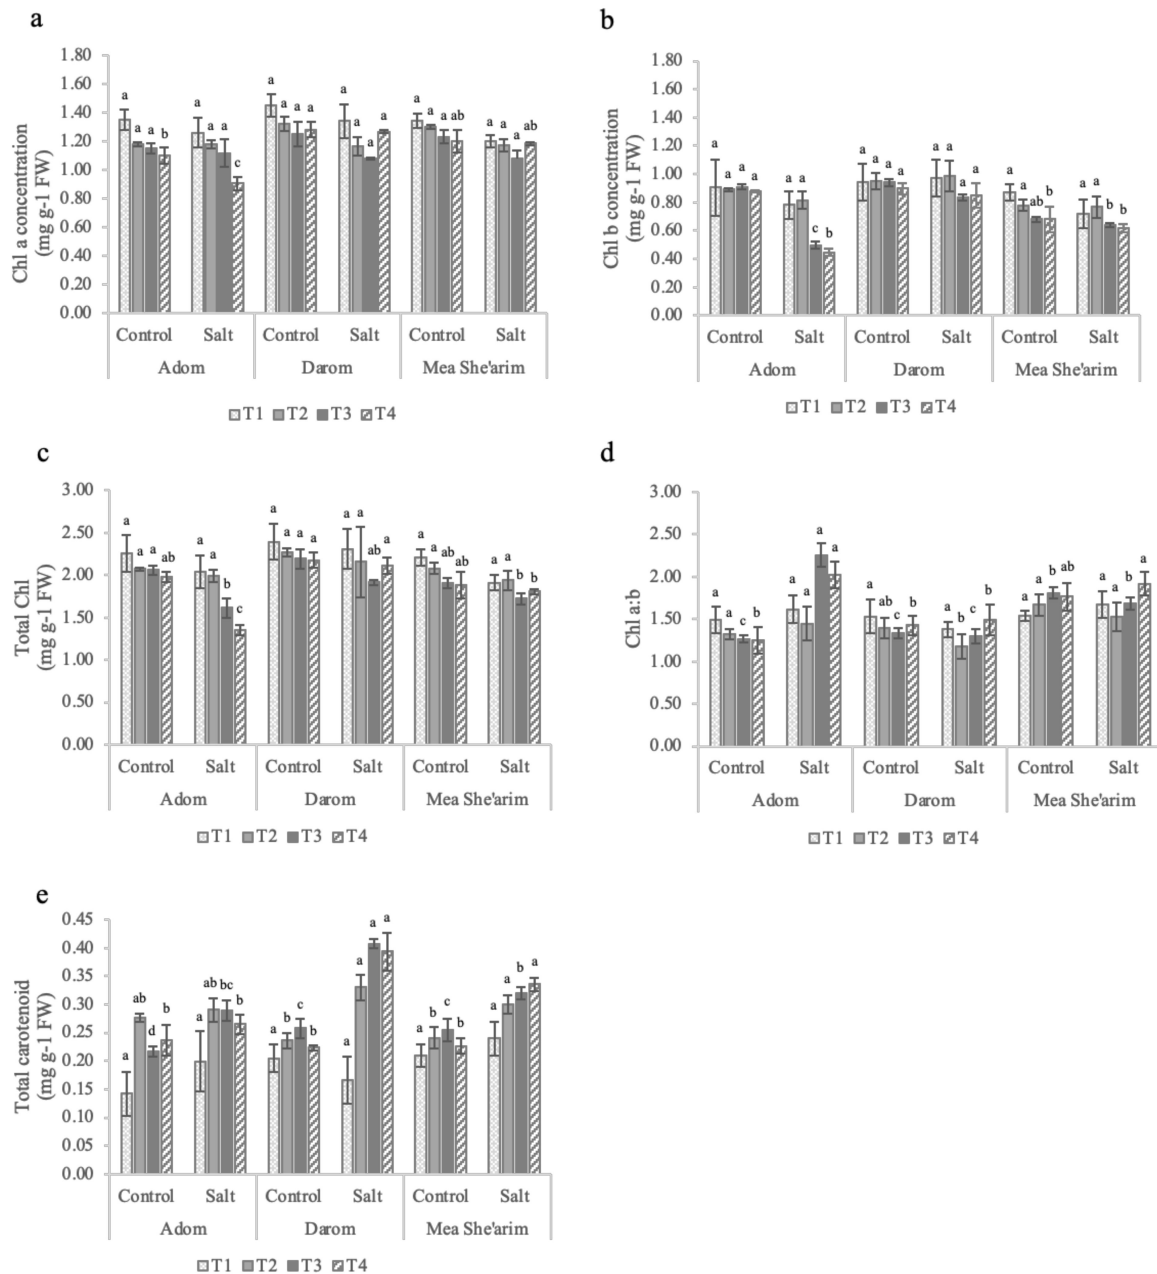 a
1.80
1.60
1.40
1.20
1.00
0.80
0.60
0.40
0.20
0.00
Chl a concentration
(mg g-1 FW)
a a a b a a a c a a a a a a a a a a a ab a a a ab
Control Salt Control Salt Control Salt
Adom Darom Mea She'arim
T1 T2 T3 T4
b
1.80
1.60
1.40
1.20
1.00
0.80
0.60
0.40
0.20
0.00
Chl b concentration
(mg g-1 FW)
a a a a a a c b a a a a a a a a a a ab b a a b b
Control Salt Control Salt Control Salt
Adom Darom Mea She'arim
T1 T2 T3 T4
c
3.00
2.50
2.00
1.50
1.00
0.50
0.00
Total Chl
(mg g-1 FW)
a a a ab a a b c a a a a a a ab a a a ab ab a a b b
Control Salt Control Salt Control Salt
Adom Darom Mea She'arim
T1 T2 T3 T4
d
3.00
2.50
2.00
1.50
1.00
0.50
0.00
Chl a:b
a a c b a a a a a ab c b a b c b a a b ab a a b a
Control Salt Control Salt Control Salt
Adom Darom Mea She'arim
T1 T2 T3 T4
e
0.45
0.40
0.35
0.30
0.25
0.20
0.15
0.10
0.05
0.00
Total carotenoid
(mg g-1 FW)
a ab d b a ab bc b a b c b a a a a a b c b a a b a
Control Salt Control Salt Control Salt
Adom Darom Mea She'arim
T1 T2 T3 T4